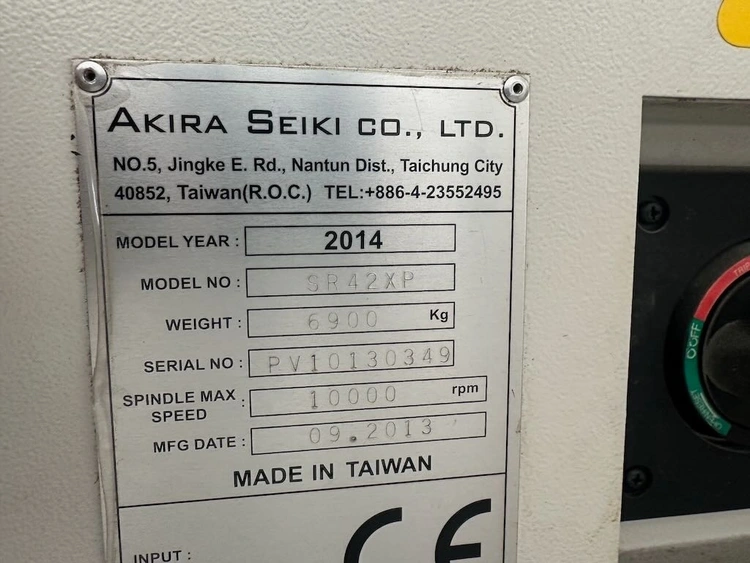 AKIRA SEIKI CO., LTD.
NO.5, Jingke E. Rd., Nantun Dist., Taichung City
40852, Taiwan(R.O.C.) TEL:+886-4-23552495
MODEL YEAR : 2014
MODEL NO : SR42XP
WEIGHT : 6900 Kg
SERIAL NO : PV10130349
SPINDLE MAX SPEED : 10000 rpm
MFG DATE : 09.2013
MADE IN TAIWAN
INPUT :
CE
OFF